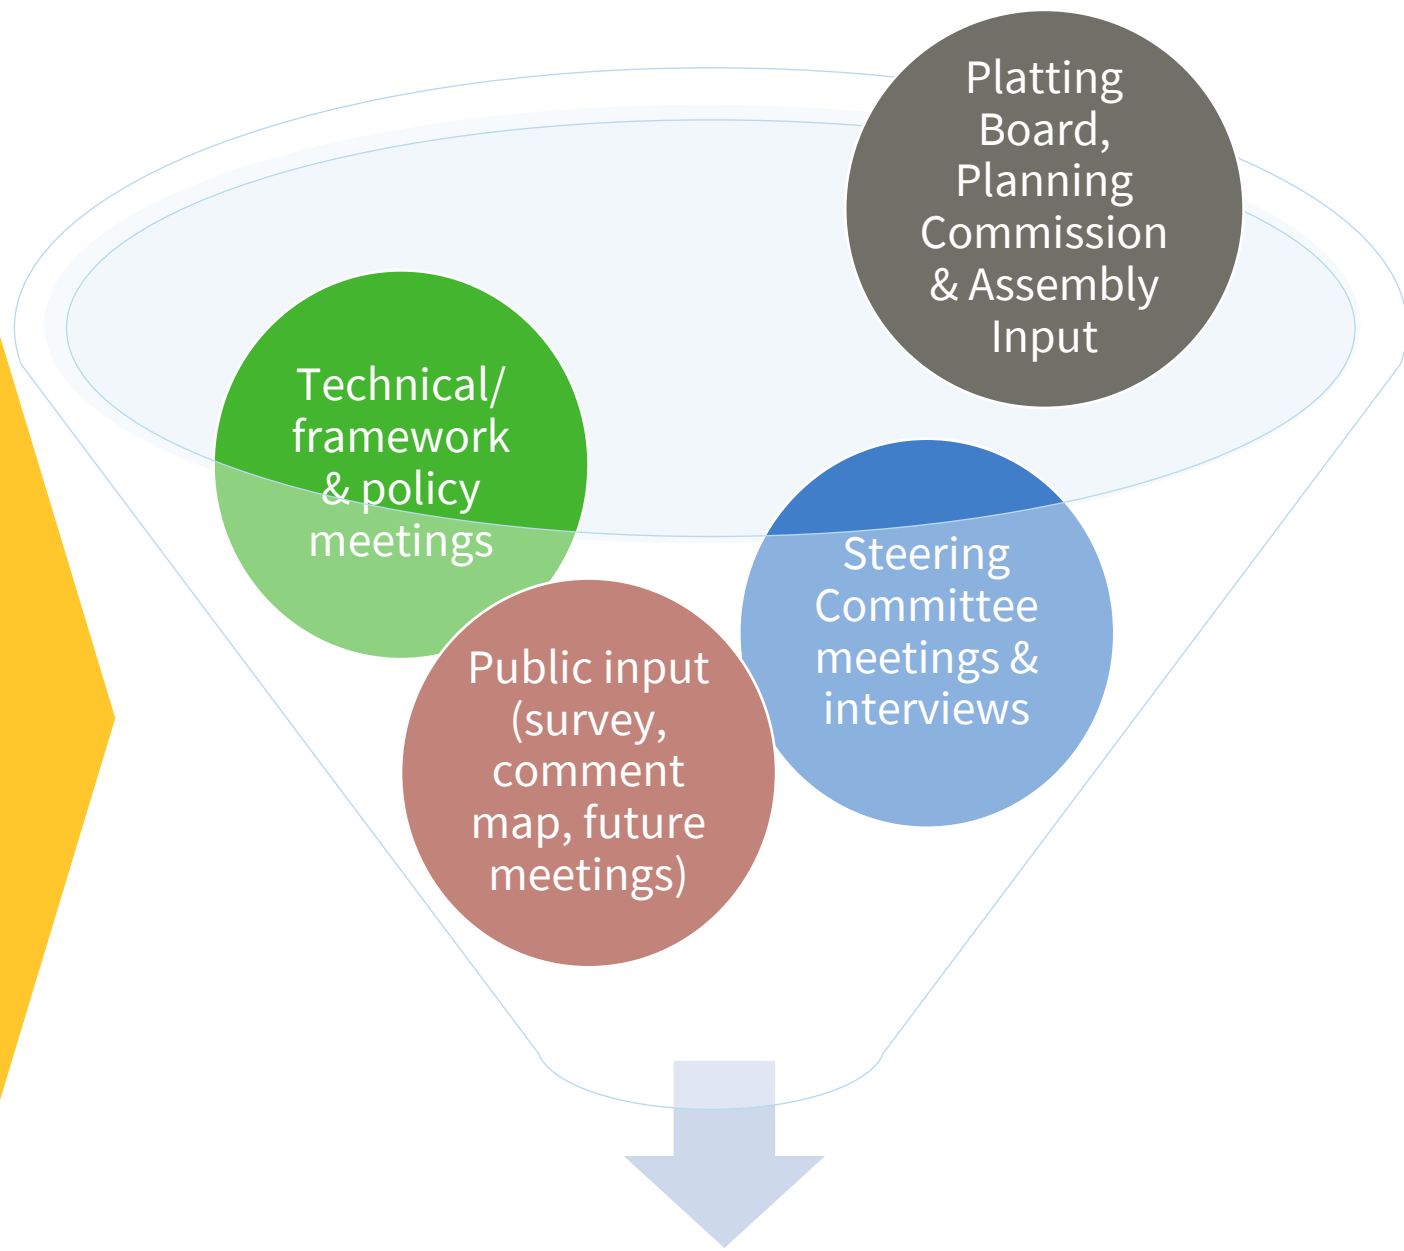 Platting
Board,
Planning
Commission
& Assembly
Input
Technical/
framework
& policy
meetings
Steering
Committee
meetings &
interviews
Public input
(survey,
comment
map, future
meetings)